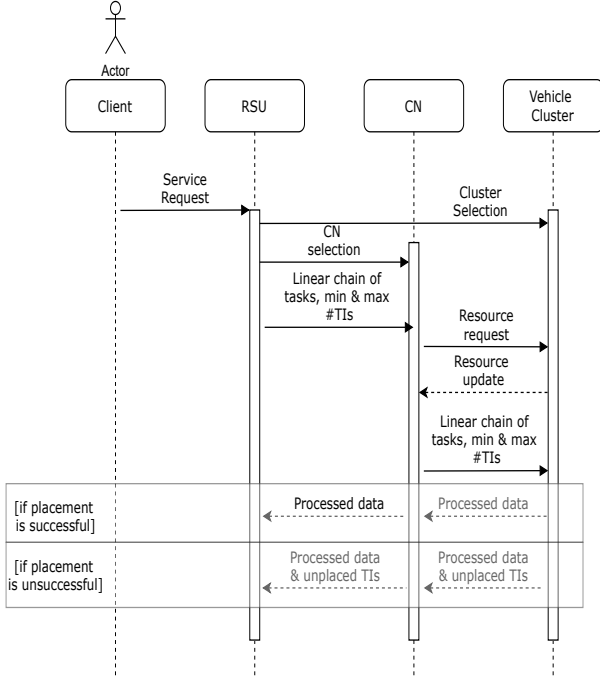 Actor
Client
RSU
CN
Vehicle
Cluster
Service
Request
Cluster
Selection
CN
selection
Linear chain of
tasks, min & max
#TIs
Resource
request
Resource
update
Linear chain of
tasks, min & max
#TIs
[if placement
is successful]
Processed data
Processed data
[if placement
is unsuccessful]
Processed data
& unplaced TIs
Processed data
& unplaced TIs